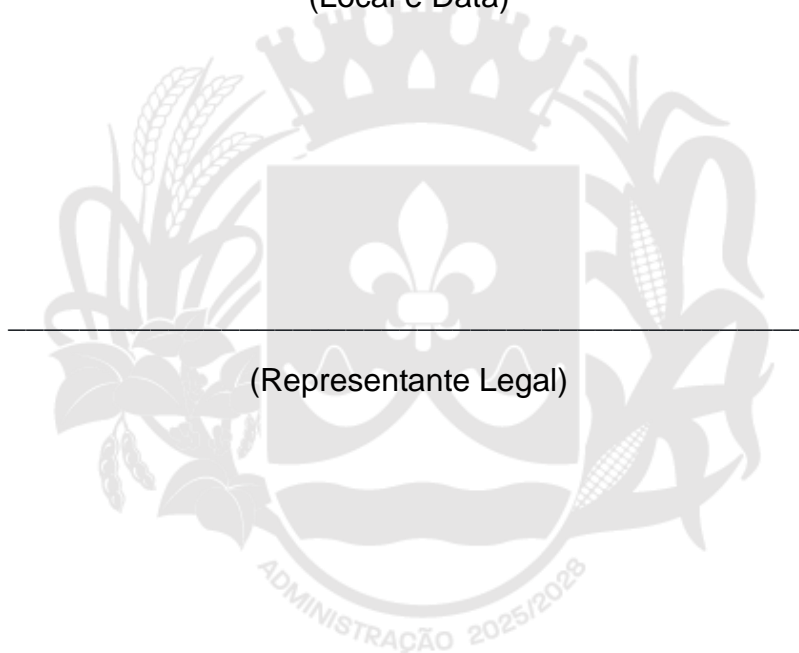 (Local e Data)
(Representante Legal)
ADMINISTRAÇÃO 2025/2028